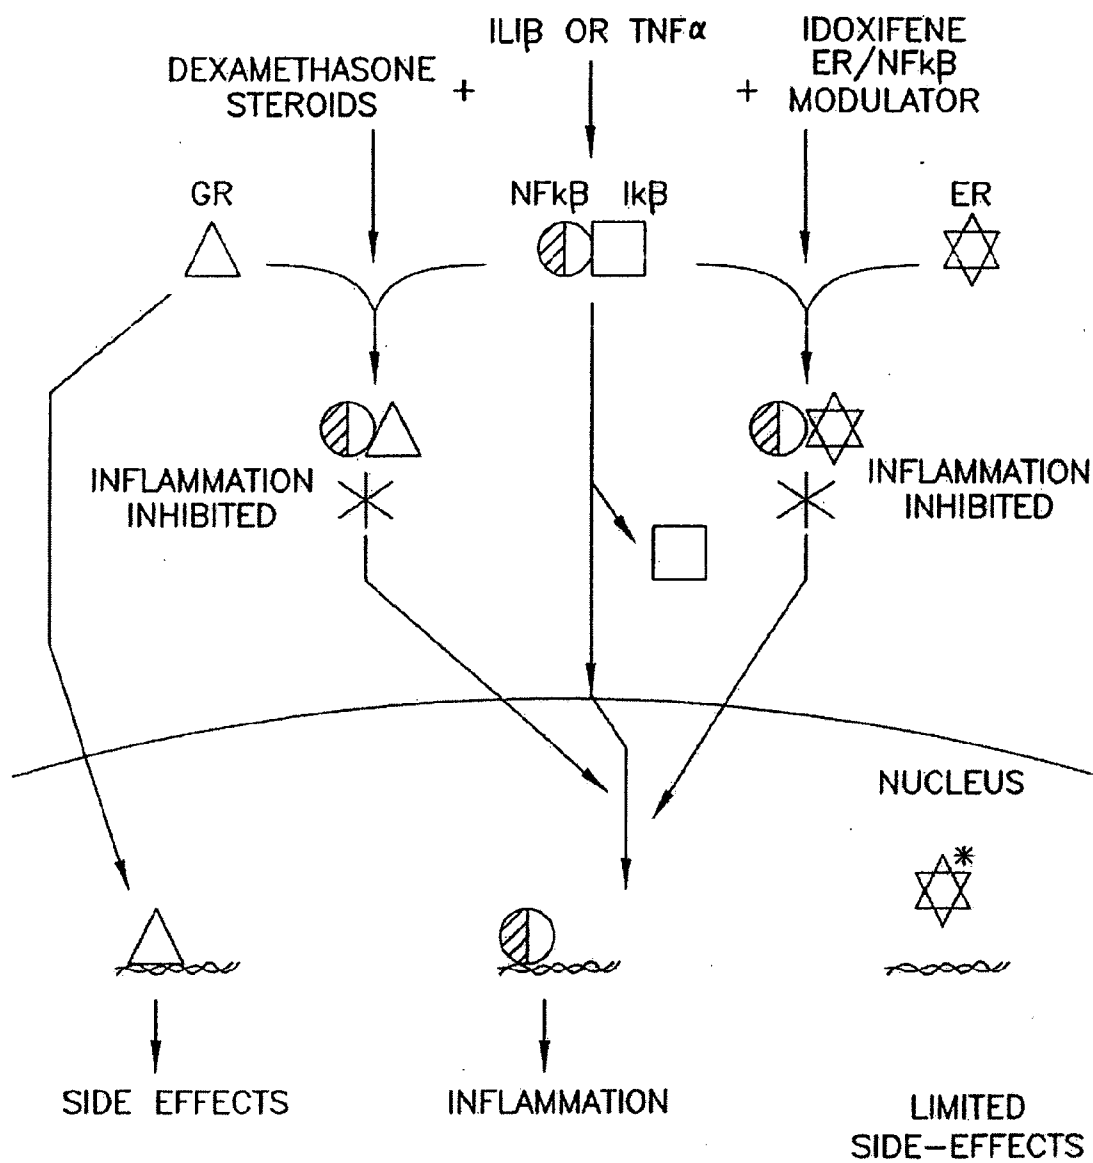 ILIβ OR TNFα
DEXAMETHASONE
STEROIDS
+
+
IDOXIFENE
ER/NFkβ
MODULATOR
GR
NFkβ
Ikβ
ER
INFLAMMATION
INHIBITED
INFLAMMATION
INHIBITED
NUCLEUS
*
SIDE EFFECTS
INFLAMMATION
LIMITED
SIDE-EFFECTS